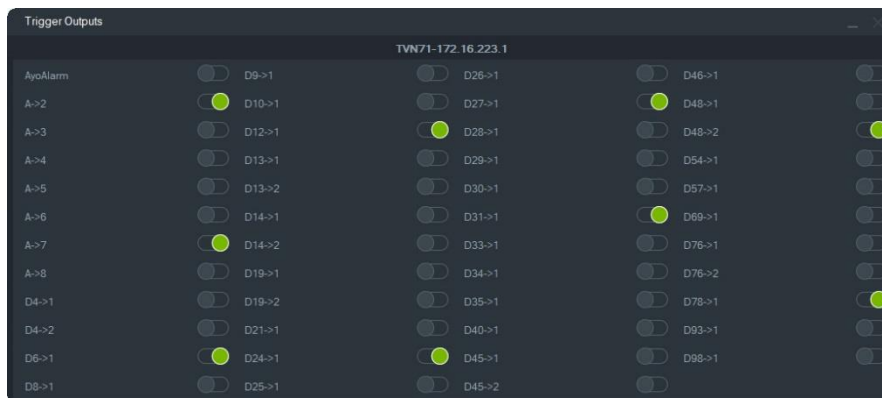 Trigger Outputs
TVN71-172.16.223.1
AyoAlarm D9->1 D26->1 D46->1
A->2 D10->1 D27->1 D48->1
A->3 D12->1 D28->1 D48->2
A->4 D13->1 D29->1 D54->1
A->5 D13->2 D30->1 D57->1
A->6 D14->1 D31->1 D69->1
A->7 D14->2 D33->1 D76->1
A->8 D19->1 D34->1 D76->2
D4->1 D19->2 D35->1 D78->1
D4->2 D21->1 D40->1 D93->1
D6->1 D24->1 D45->1 D98->1
D8->1 D25->1 D45->2